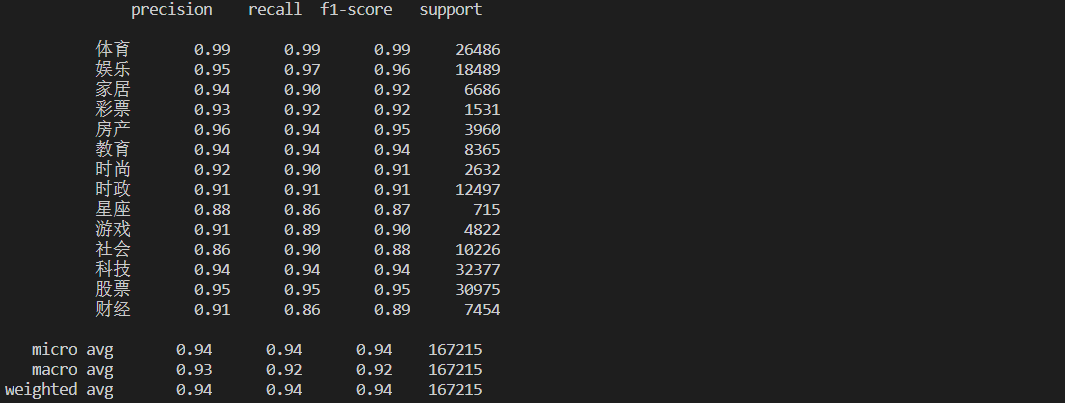 precision recall f1-score support
体育 0.99 0.99 0.99 26486
娱乐 0.95 0.97 0.96 18489
家居 0.94 0.90 0.92 6686
彩票 0.93 0.92 0.92 1531
房产 0.96 0.94 0.95 3960
教育 0.94 0.94 0.94 8365
时尚 0.92 0.90 0.91 2632
时政 0.91 0.91 0.91 12497
星座 0.88 0.86 0.87 715
游戏 0.91 0.89 0.90 4822
社会 0.86 0.90 0.88 10226
科技 0.94 0.94 0.94 32377
股票 0.95 0.95 0.95 30975
财经 0.91 0.86 0.89 7454
micro avg 0.94 0.94 0.94 167215
macro avg 0.93 0.92 0.92 167215
weighted avg 0.94 0.94 0.94 167215